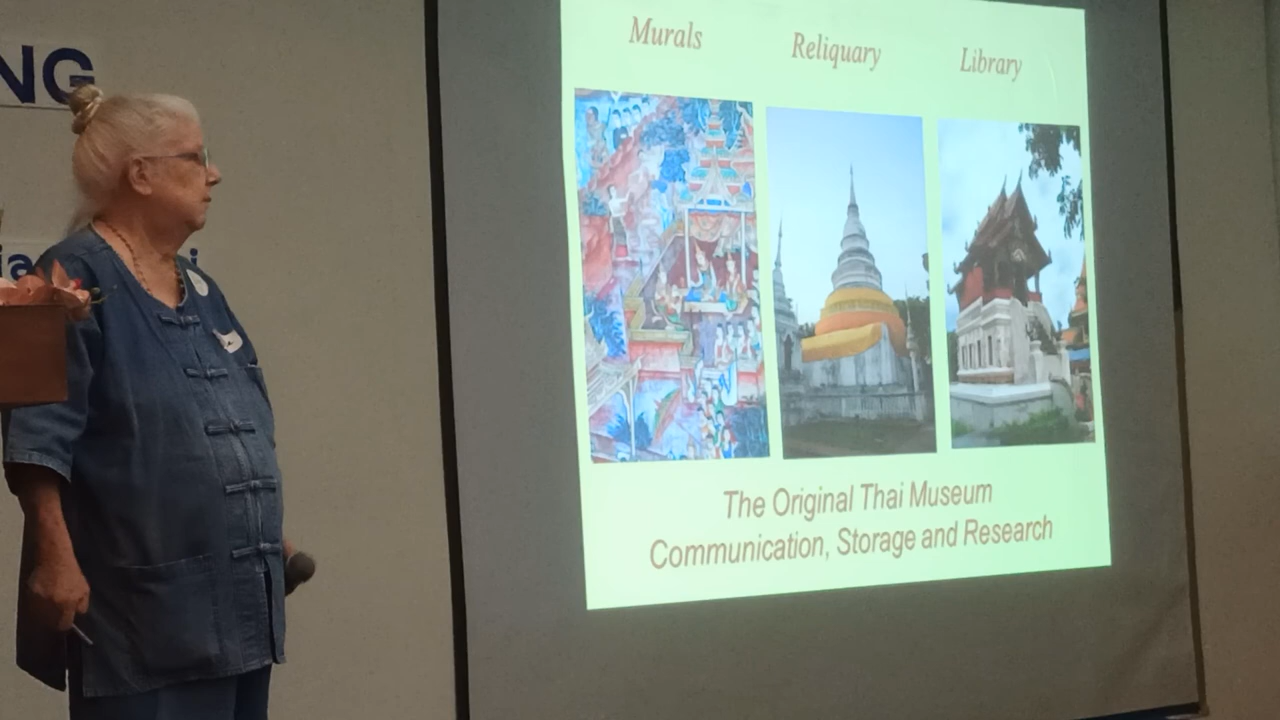 NG
Murals
Reliquary
Library
The Original Thai Museum
Communication, Storage and Research